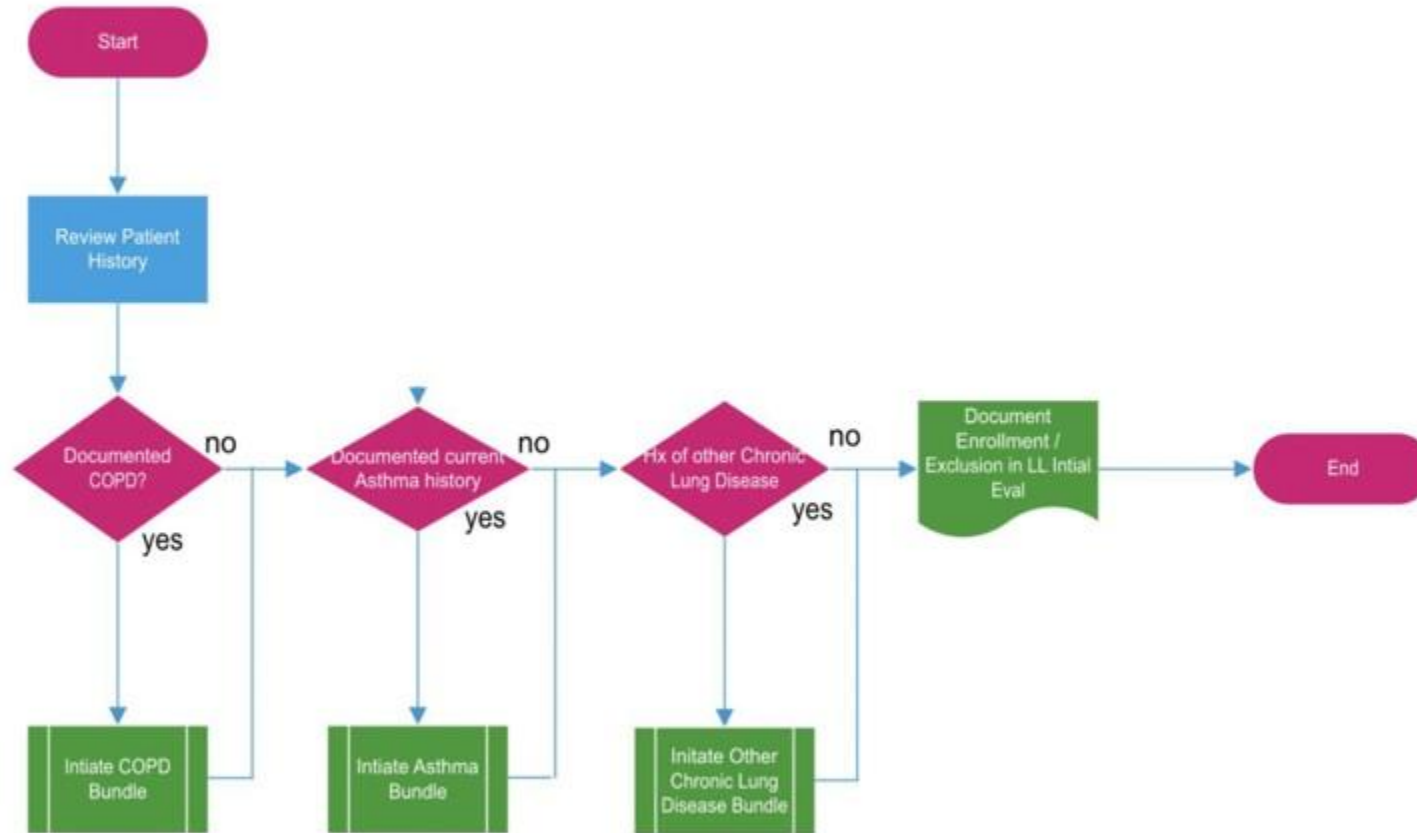 Start
Review Patient
History
Documented
COPD?
no
yes
Documented current
Asthma history
no
yes
Hx of other Chronic
Lung Disease
no
yes
Document
Enrollment /
Exclusion in LL Intial
Eval
End
Intiate COPD
Bundle
Intiate Asthma
Bundle
Initate Other
Chronic Lung
Disease Bundle